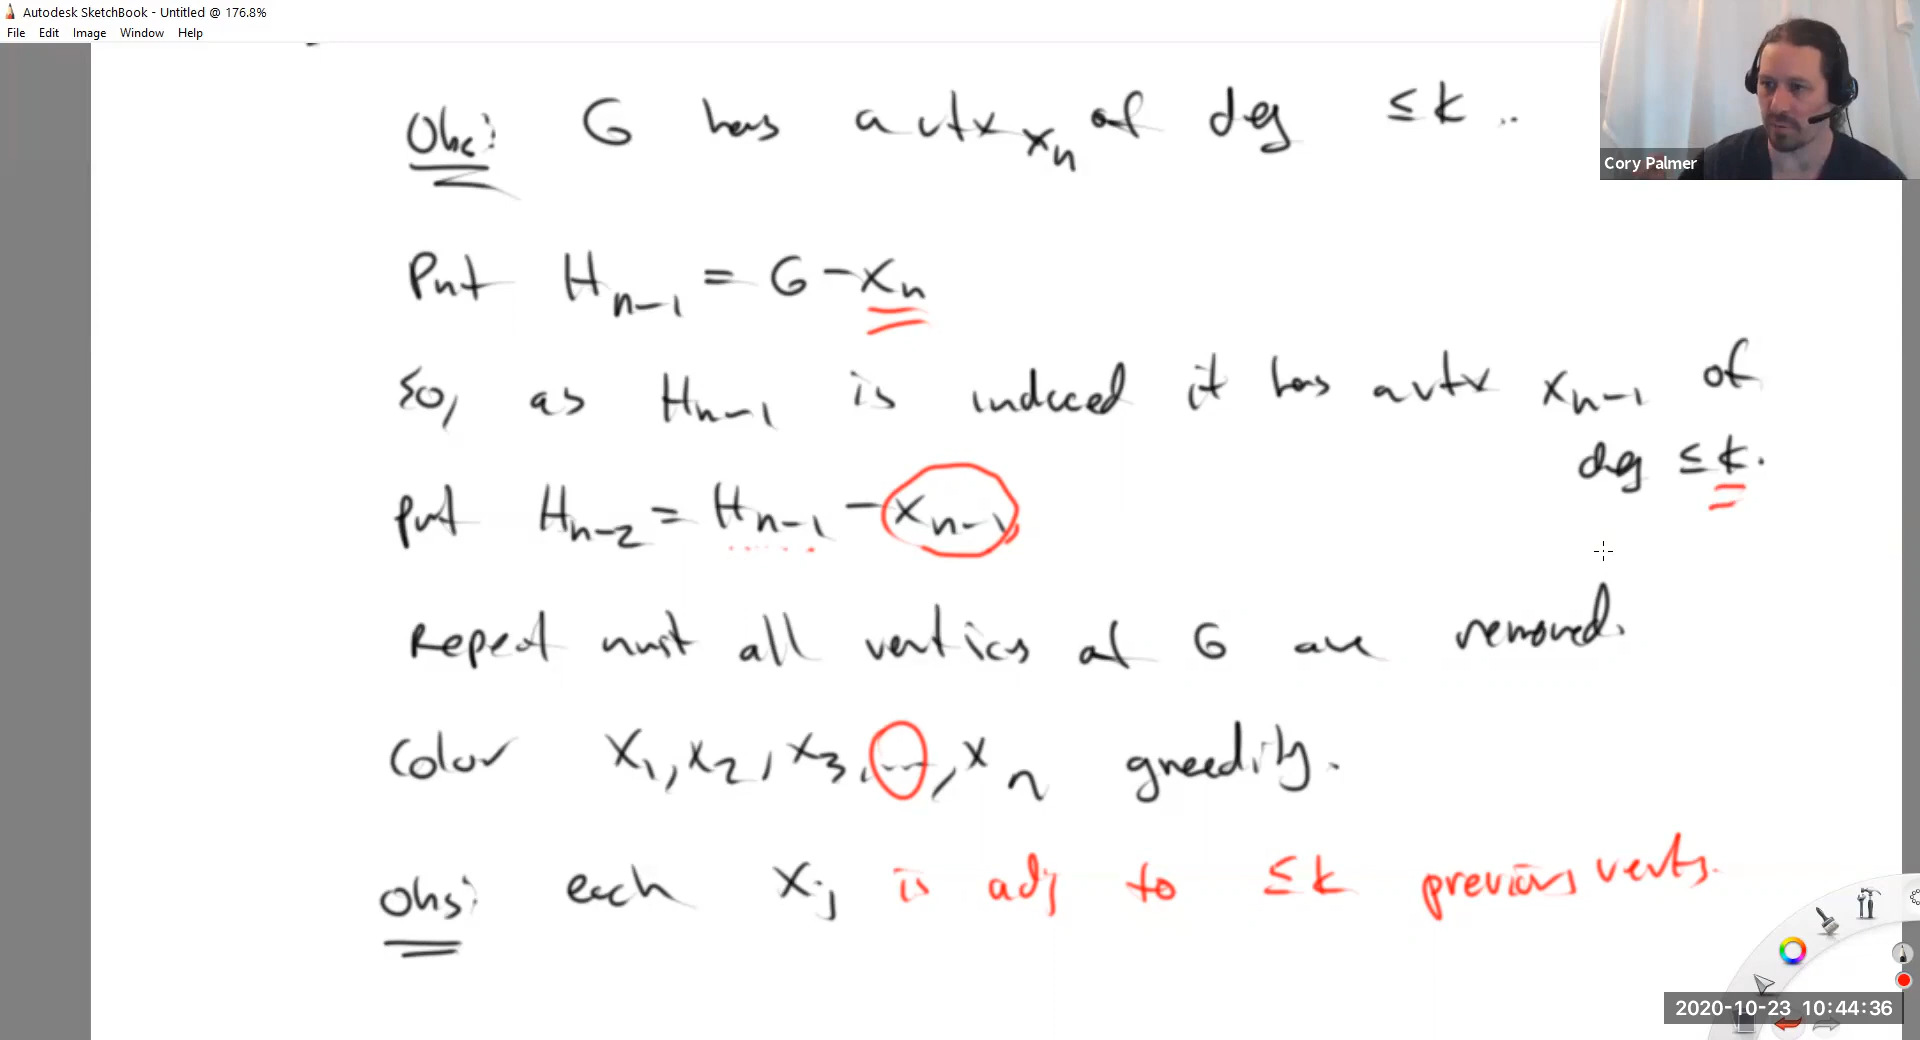 Autodesk SketchBook - Untitled @ 176.8%
File Edit Image Window Help
Obs: G has a vtx xn of deg ≤ k.
Cory Palmer
Put Hn-1 = G - xn
So, as Hn-1 is induced it has a vtx xn-1 of
deg ≤ k.
put Hn-2 = Hn-1 - xn-1
Repeat until all vertices of G are removed.
Color x1, x2, x3, ..., xn greedily.
Obs: each xj is adj to ≤ k previous verts.
2020-10-23 10:44:36